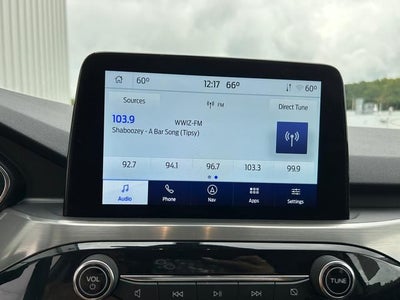 60° 12:17 66° 60°
Sources FM Direct Tune
103.9 WWIZ-FM
Shaboozey - A Bar Song (Tipsy)
92.7 94.1 96.7 103.3 99.9
Audio Phone Nav Apps Settings
VOL TUNE